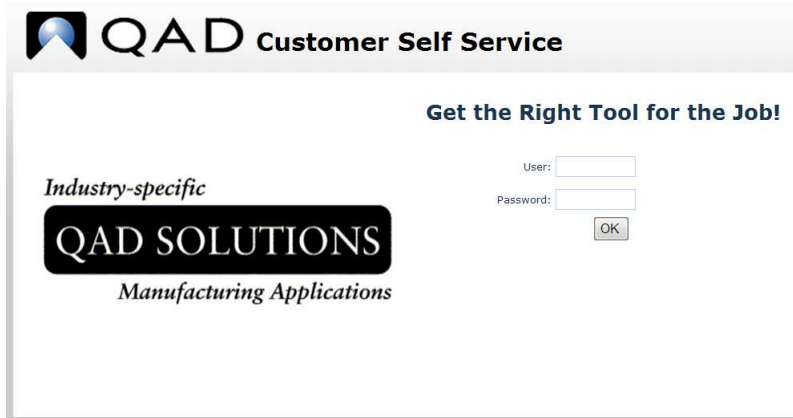 QAD Customer Self Service
Get the Right Tool for the Job!
User:
Password:
OK
Industry-specific
QAD SOLUTIONS
Manufacturing Applications